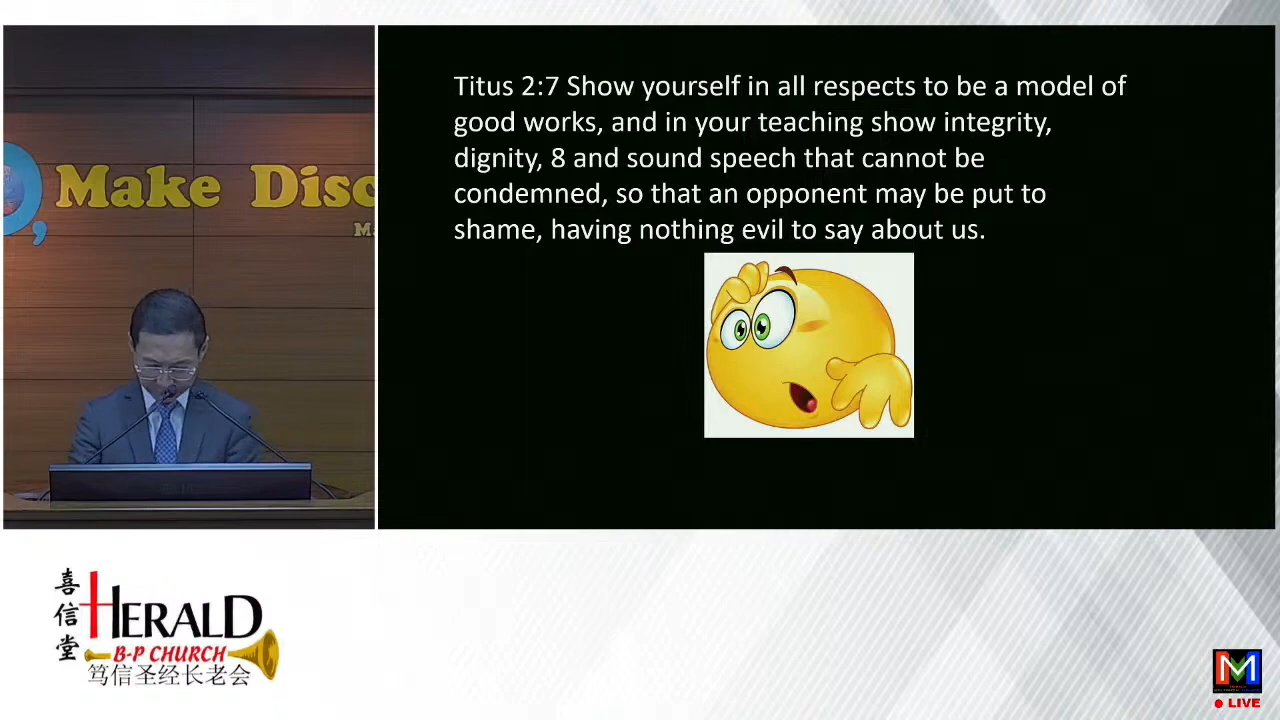 Make Disc
Titus 2:7 Show yourself in all respects to be a model of
good works, and in your teaching show integrity,
dignity, 8 and sound speech that cannot be
condemned, so that an opponent may be put to
shame, having nothing evil to say about us.
喜信堂
HERALD
B-P CHURCH
笃信圣经长老会
M
LIVE